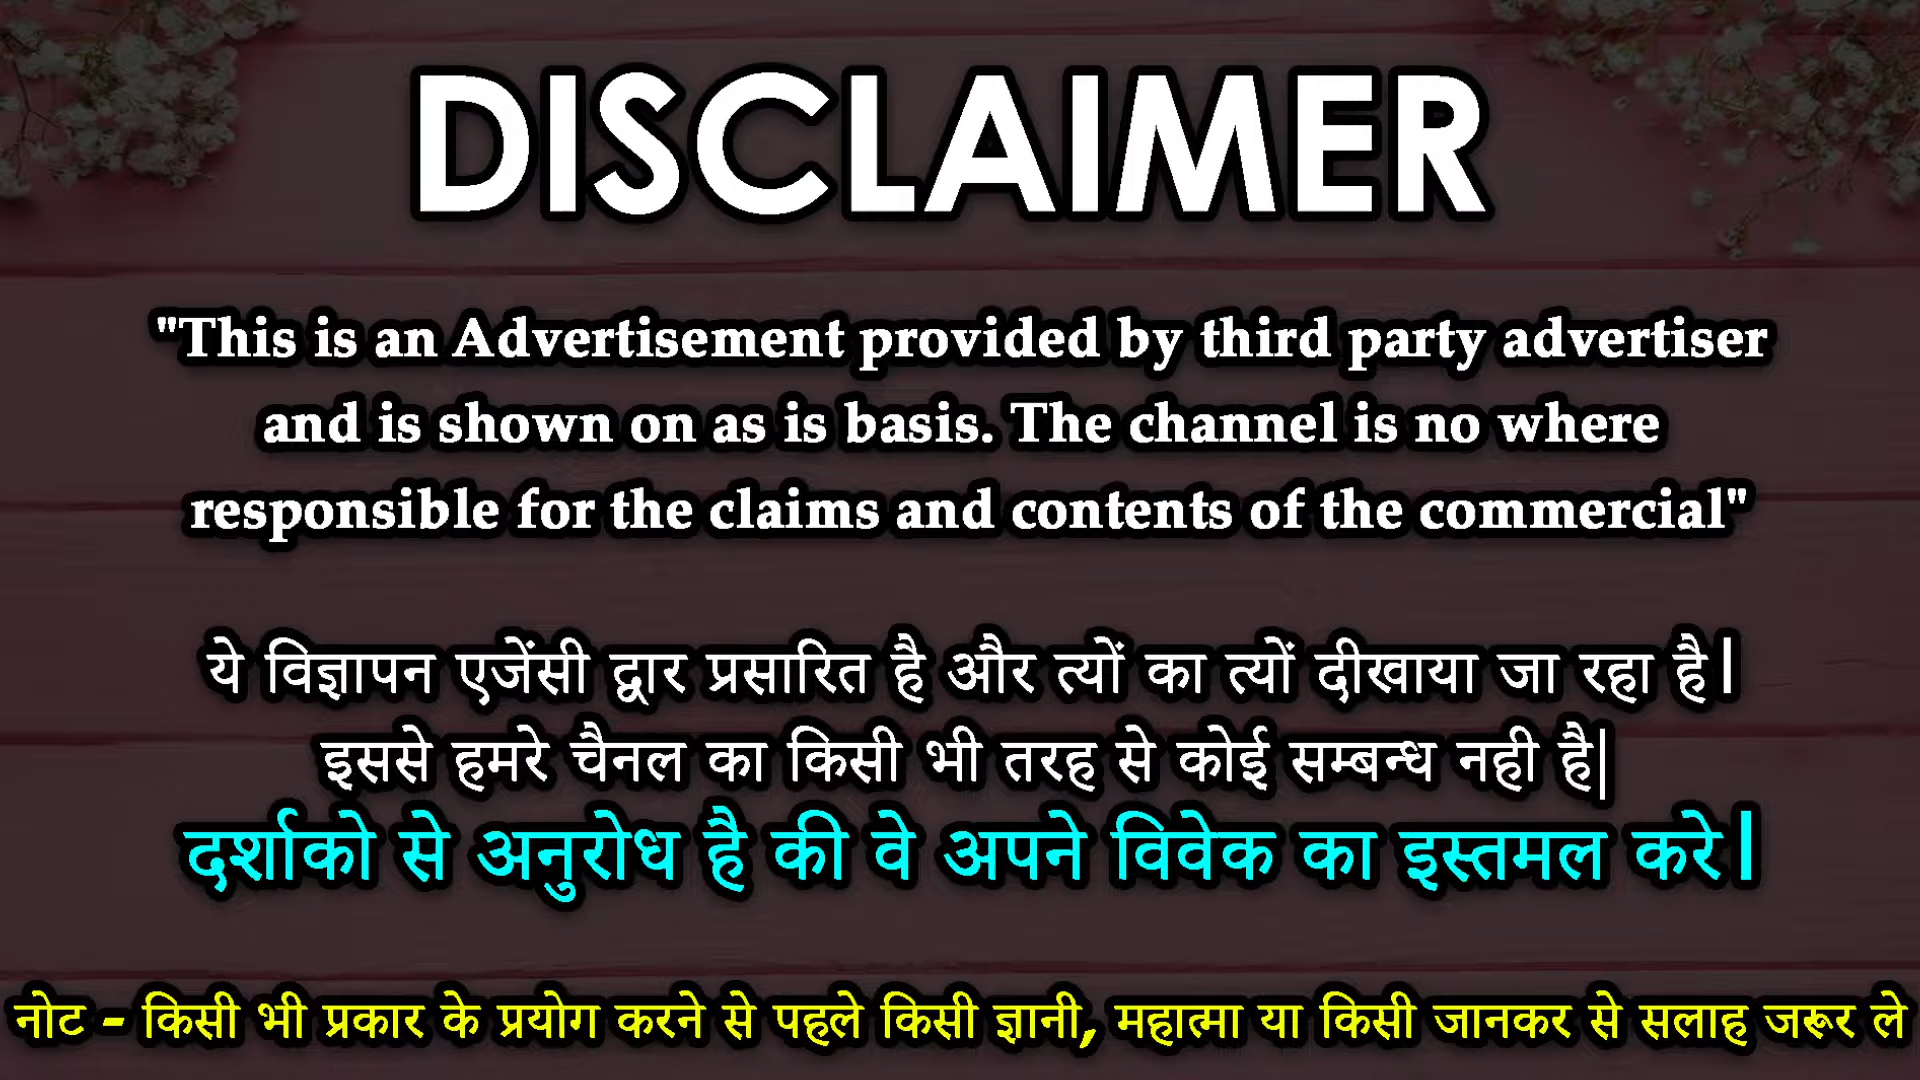 DISCLAIMER
"This is an Advertisement provided by third party advertiser
and is shown on as is basis. The channel is no where
responsible for the claims and contents of the commercial"
ये विज्ञापन एजेंसी द्वार प्रसारित है और त्यों का त्यों दीखाया जा रहा है|
इससे हमरे चैनल का किसी भी तरह से कोई सम्बन्ध नही है|
दर्शाको से अनुरोध है की वे अपने विवेक का इस्तमल करे|
नोट - किसी भी प्रकार के प्रयोग करने से पहले किसी ज्ञानी, महात्मा या किसी जानकर से सलाह जरूर ले